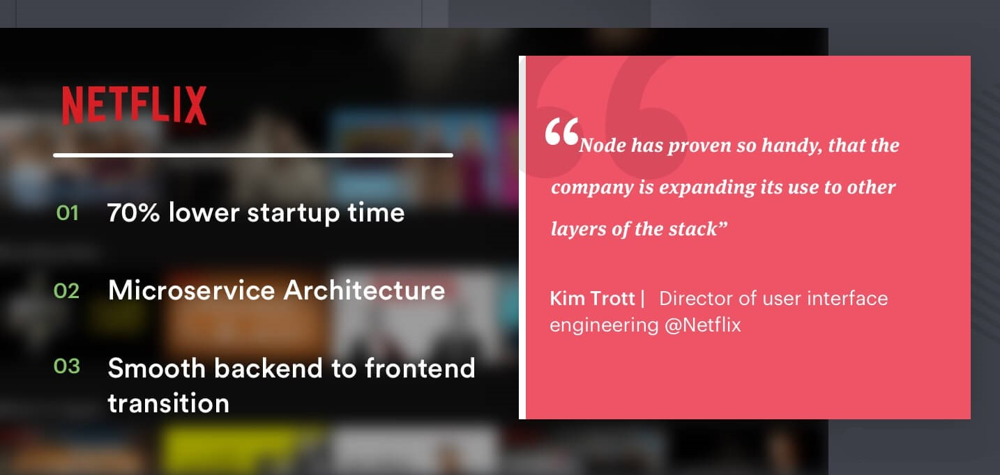 NETFLIX
01 70% lower startup time
02 Microservice Architecture
03 Smooth backend to frontend
transition
“Node has proven so handy, that the
company is expanding its use to other
layers of the stack”
Kim Trott | Director of user interface
engineering @Netflix